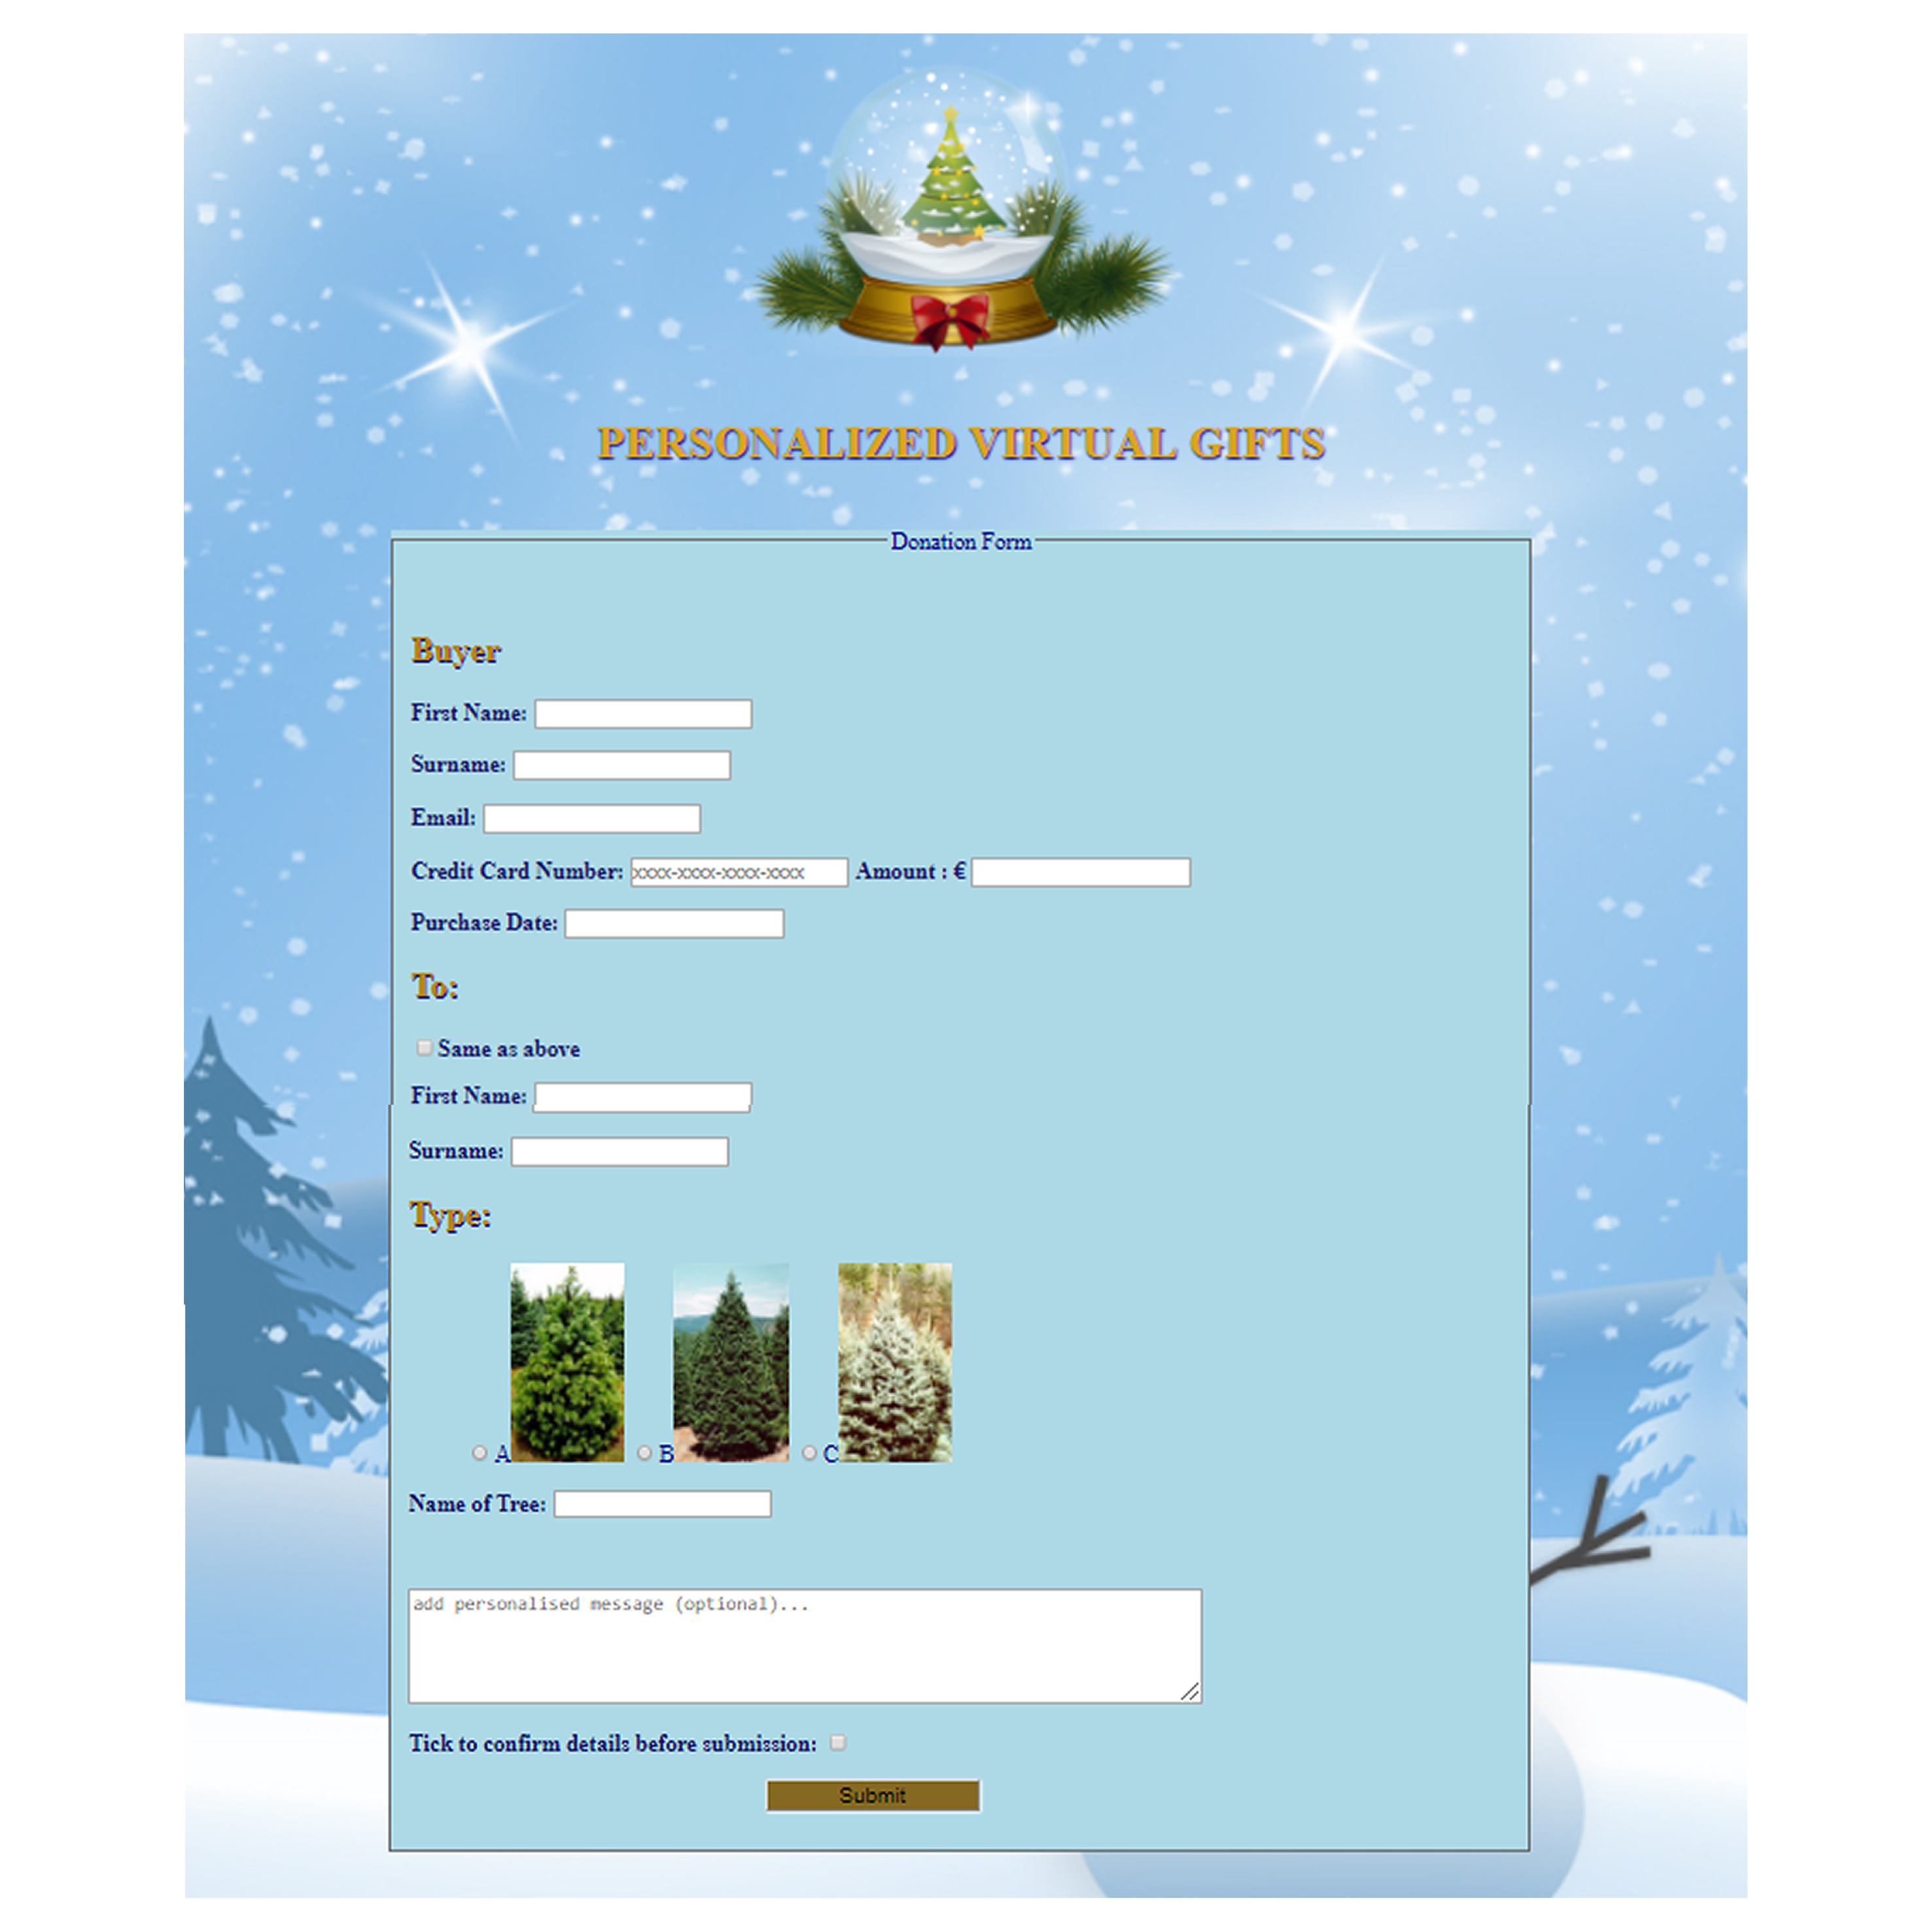 PERSONALIZED VIRTUAL GIFTS
Donation Form
Buyer
First Name:
Surname:
Email:
Credit Card Number: xxxx-xxxx-xxxx-xxxx Amount : €
Purchase Date:
To:
Same as above
First Name:
Surname:
Type:
A B C
Name of Tree:
add personalised message (optional)...
Tick to confirm details before submission:
Submit